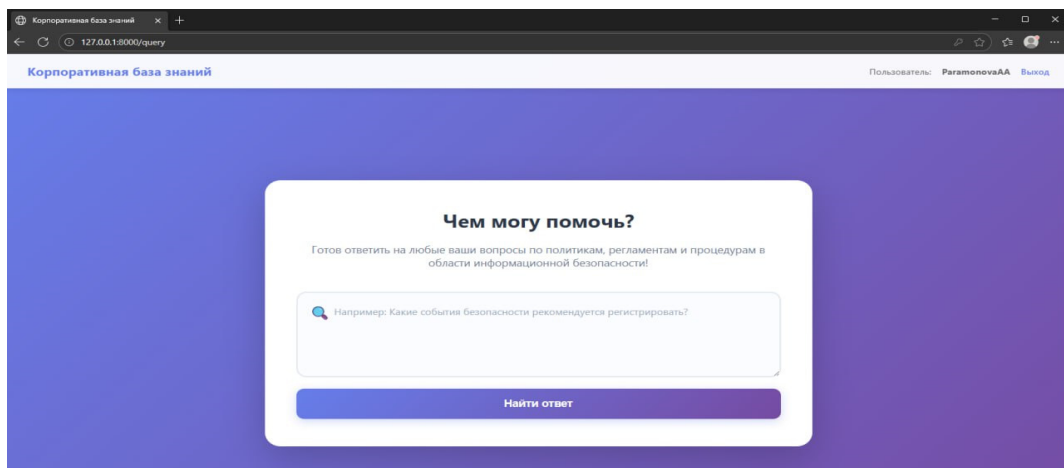 Корпоративная база знаний
127.0.0.1:8000/query
Корпоративная база знаний
Пользователь: ParamonovaAA Выход
Чем могу помочь?
Готов ответить на любые ваши вопросы по политикам, регламентам и процедурам в
области информационной безопасности!
Например: Какие события безопасности рекомендуется регистрировать?
Найти ответ